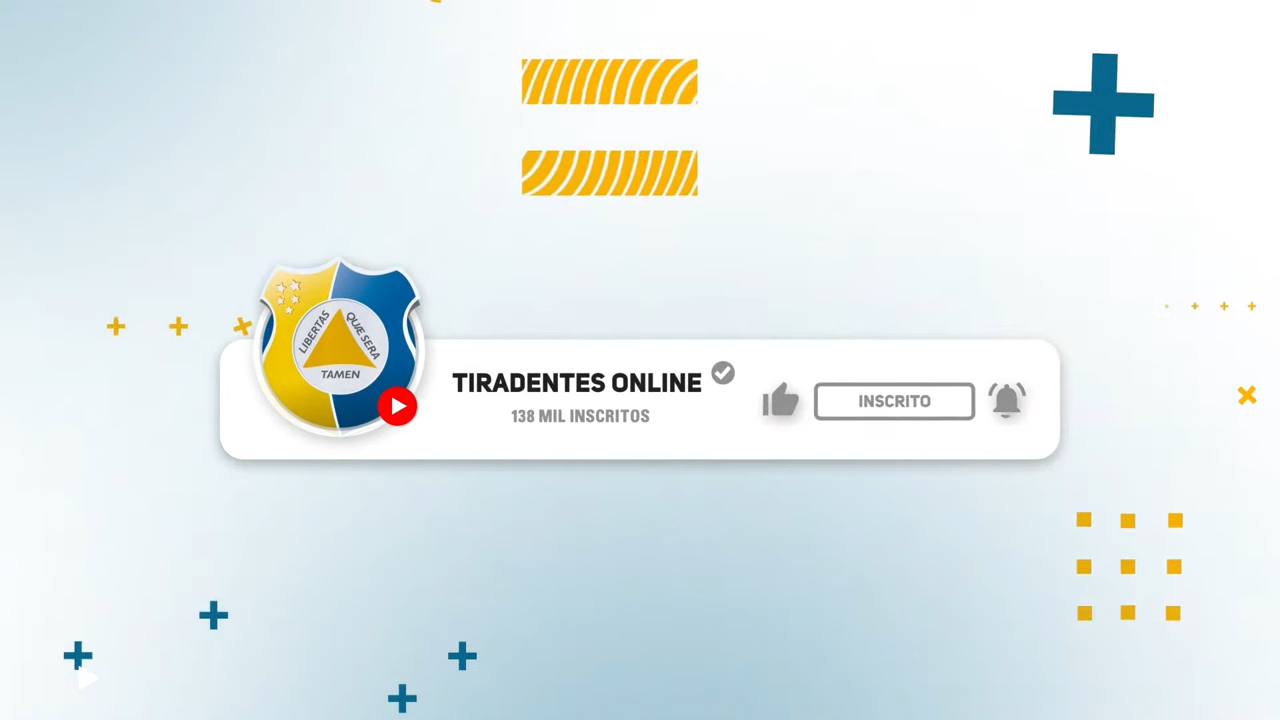 LIBERTAS
QUÆ SERA
TAMEN
TIRADENTES ONLINE
138 MIL INSCRITOS
INSCRITO